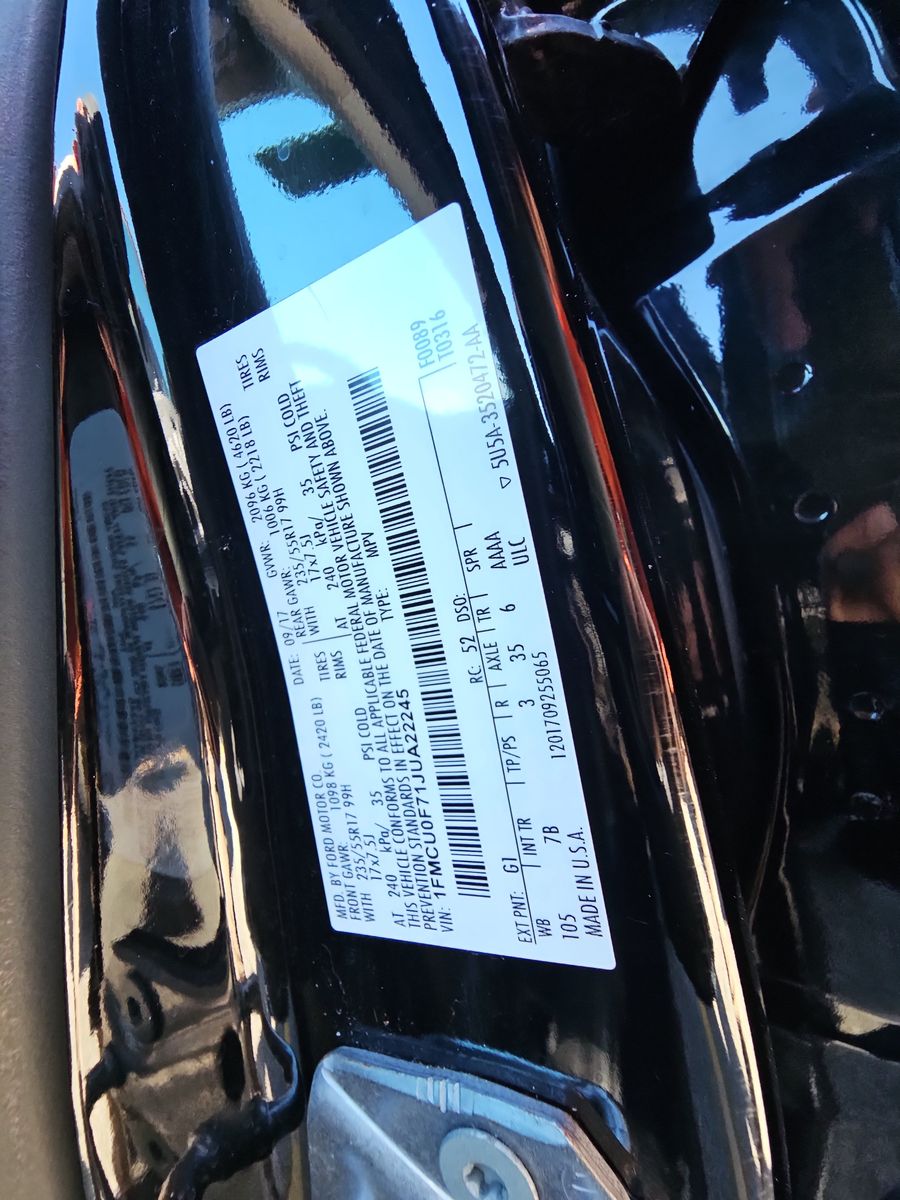 MFD. BY FORD MOTOR CO. DATE: 09/17 GVWR: 2096 KG (4620 LB)
FRONT GAWR: 1098 KG (2420 LB) REAR GAWR: 1006 KG (2218 LB)
WITH 235/55R17 99H TIRES WITH 235/55R17 99H TIRES
17x7.5J RIMS 17x7.5J RIMS
AT 240 kPa/ 35 PSI COLD AT 240 kPa/ 35 PSI COLD
THIS VEHICLE CONFORMS TO ALL APPLICABLE FEDERAL MOTOR VEHICLE SAFETY AND THEFT
PREVENTION STANDARDS IN EFFECT ON THE DATE OF MANUFACTURE SHOWN ABOVE.
VIN: 1FMCU0F71JUA22245 TYPE: MPV
F0089
T0316
EXT PNT: G1 RC: 52 DSO:
WB INT TR TP/PS R AXLE TR SPR
105 7B 3 35 6 AAAA
MADE IN U.S.A. 1201709255065 ULC
▽ 5U5A-3520472-AA